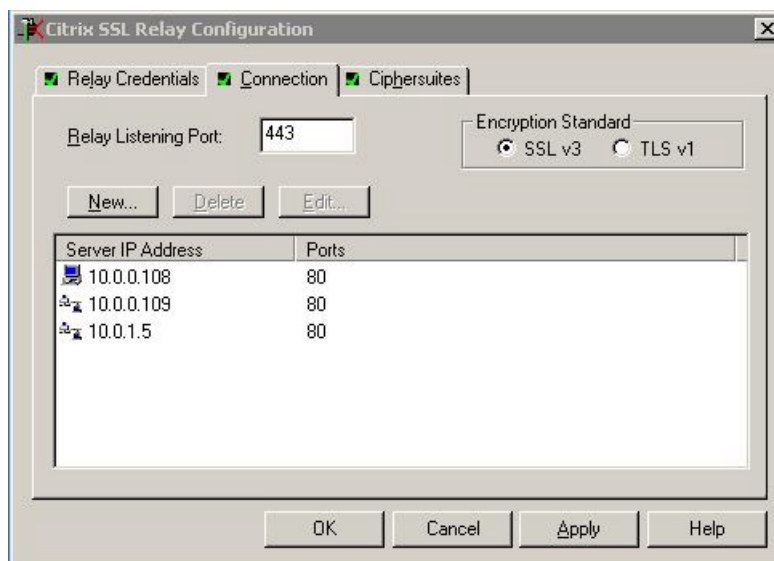 Citrix SSL Relay Configuration
Relay Credentials Connection Ciphersuites
Relay Listening Port: 443
Encryption Standard
SSL v3 TLS v1
New... Delete Edit...
Server IP Address Ports
10.0.0.108 80
10.0.0.109 80
10.0.1.5 80
OK Cancel Apply Help